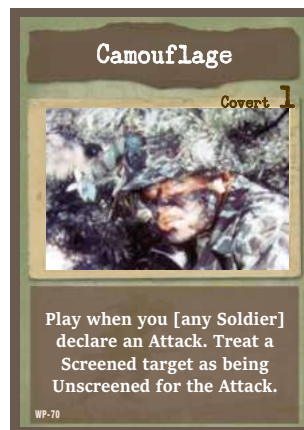 Camouflage
Covert 1
Play when you [any Soldier]
declare an Attack. Treat a
Screened target as being
Unscreened for the Attack.
WP-70